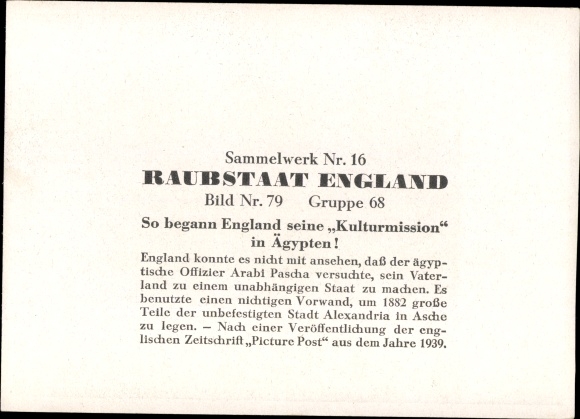 Sammelwerk Nr. 16
RAUBSTAAT ENGLAND
Bild Nr. 79 Gruppe 68
So begann England seine „Kulturmission“
in Ägypten!
England konnte es nicht mit ansehen, daß der ägyp-
tische Offizier Arabi Pascha versuchte, sein Vater-
land zu einem unabhängigen Staat zu machen. Es
benutzte einen nichtigen Vorwand, um 1882 große
Teile der unbefestigten Stadt Alexandria in Asche
zu legen. – Nach einer Veröffentlichung der eng-
lischen Zeitschrift „Picture Post“ aus dem Jahre 1939.